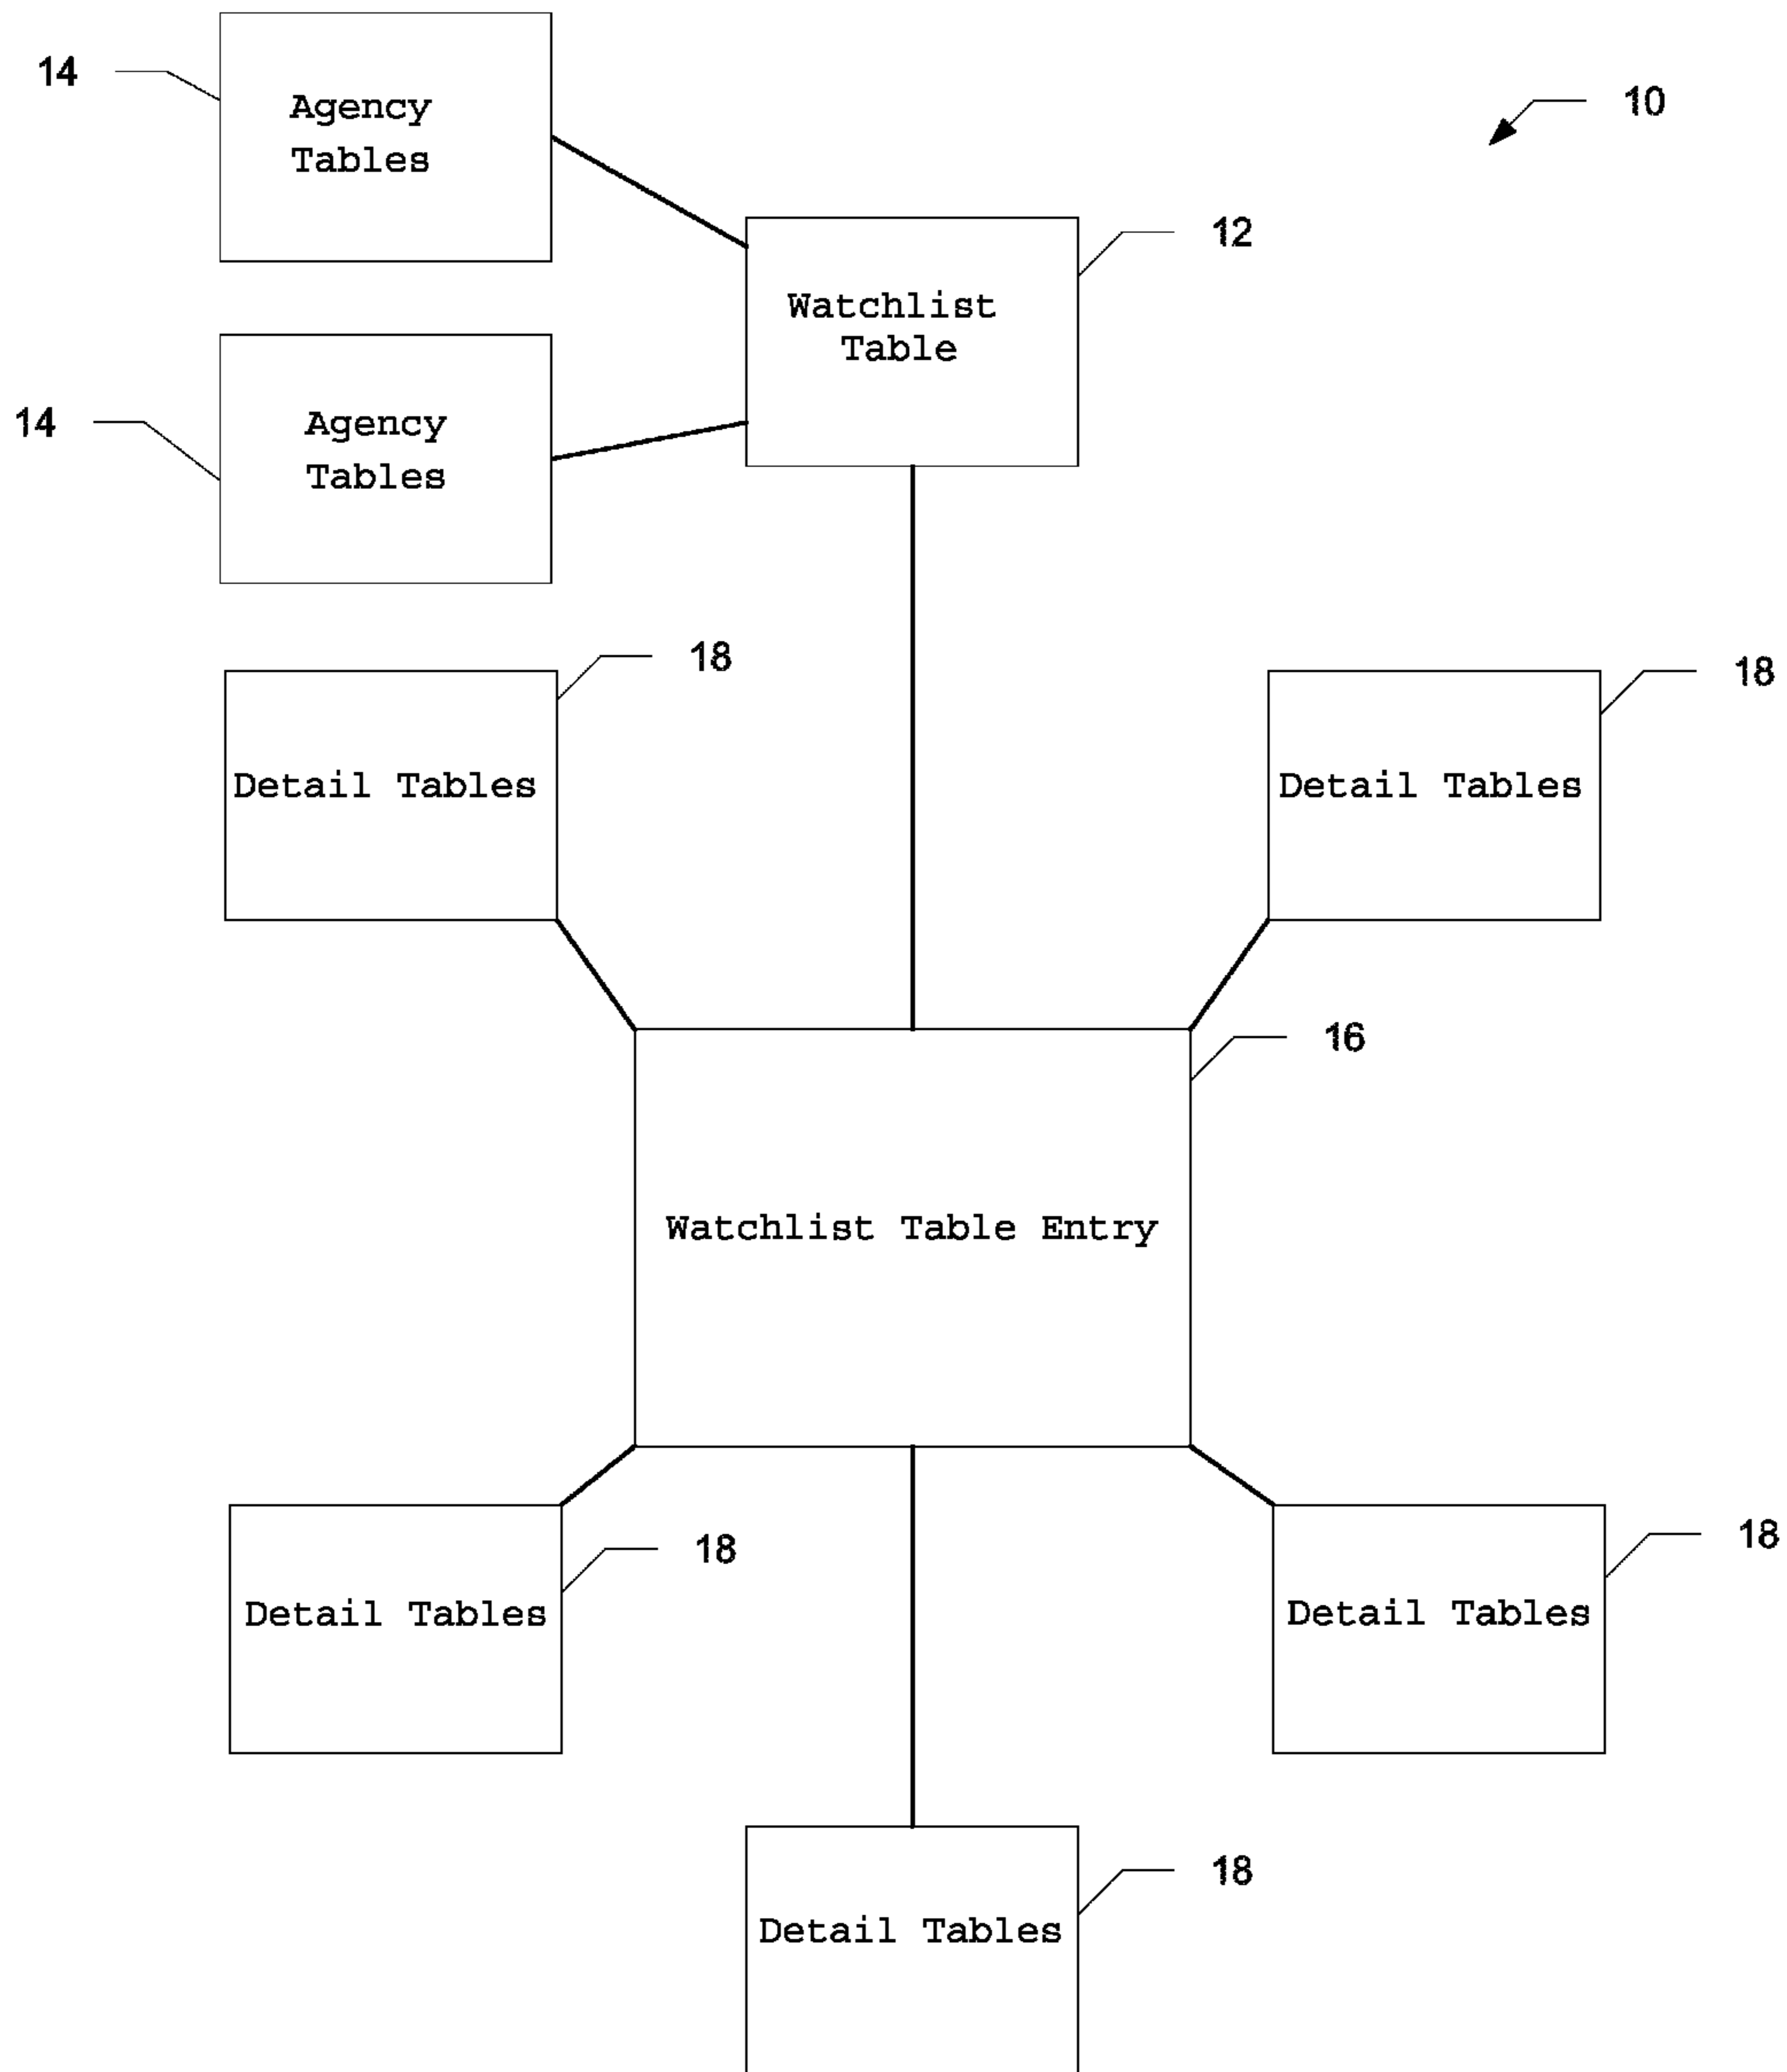 14
Agency
Tables
10
12
Watchlist
Table
14
Agency
Tables
18
Detail Tables
18
Detail Tables
16
Watchlist Table Entry
18
Detail Tables
18
Detail Tables
18
Detail Tables